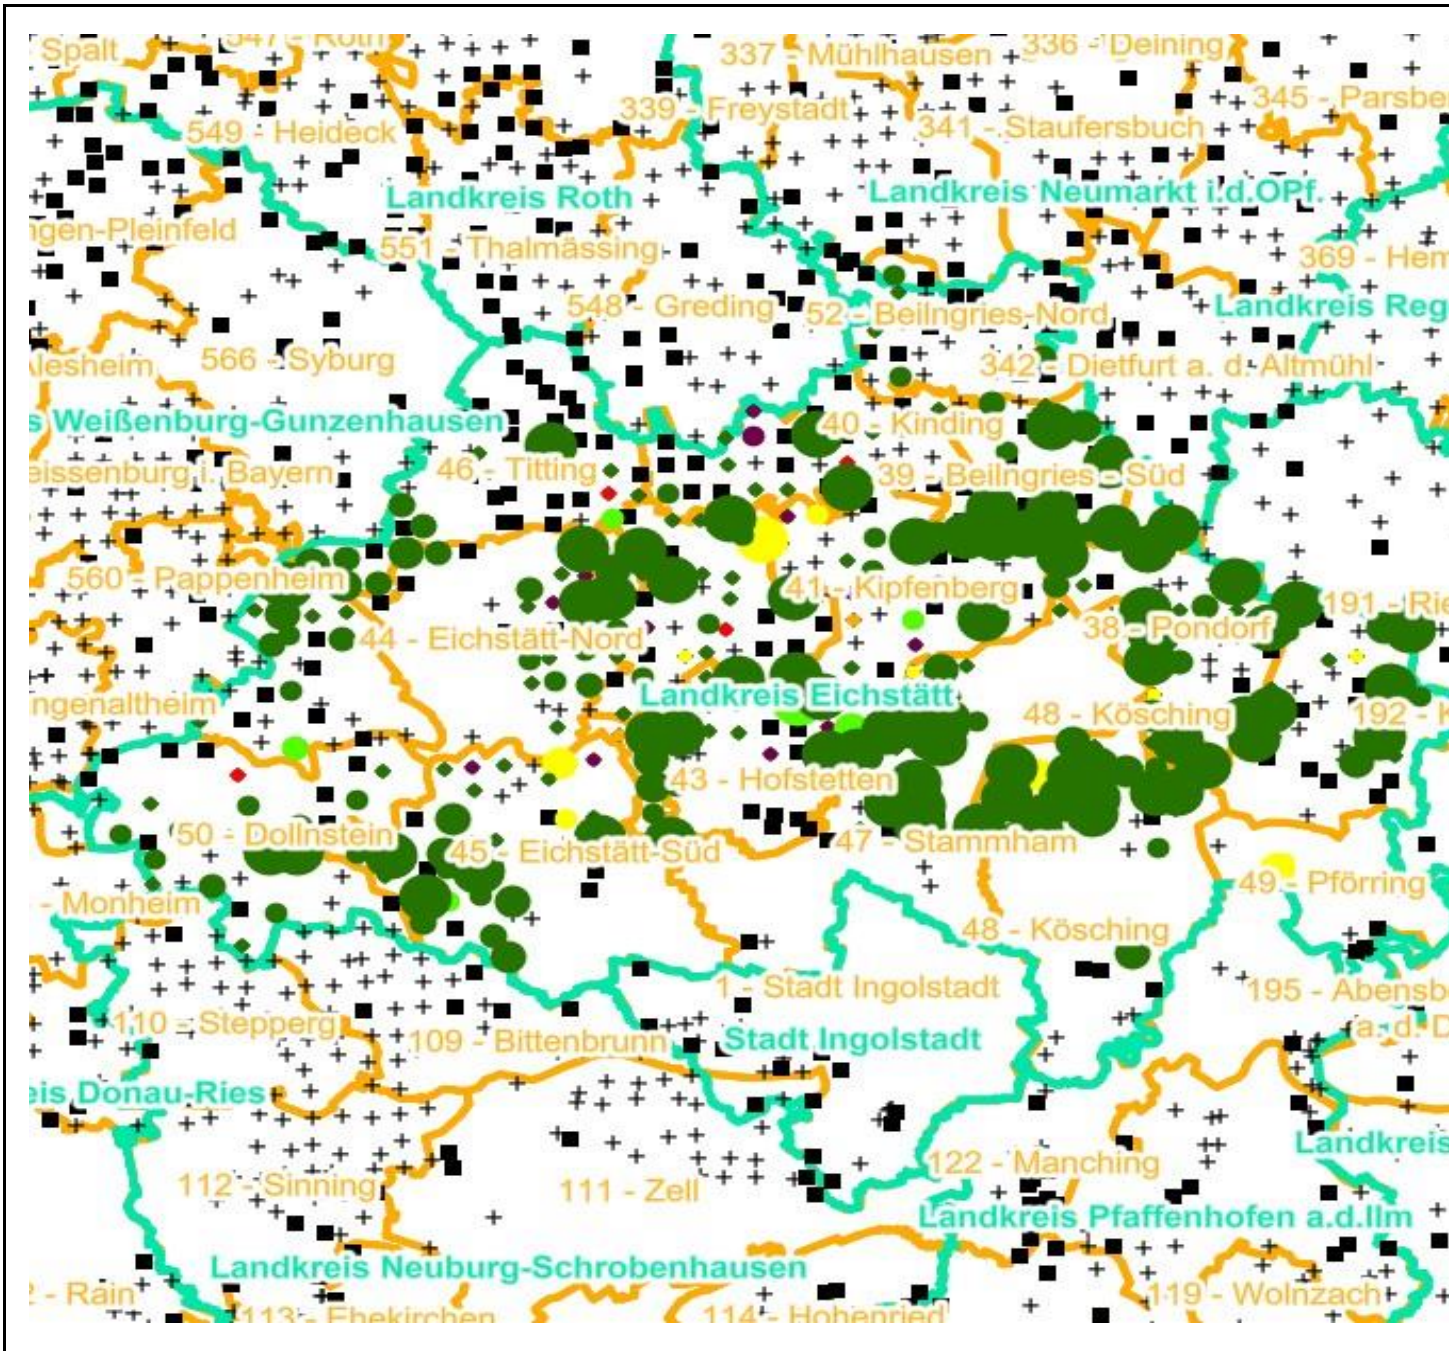 Spalt
547 - Roth
337 - Mühlhausen
336 - Deining
339 - Freystadt
345 - Parsbe
549 - Heideck
341 - Staufersbuch
Landkreis Roth
Landkreis Neumarkt i.d.OPf.
ngen-Pleinfeld
551 - Thalmässing
369 - Hem
548 - Greding
52 - Beilngries-Nord
Landkreis Reg
Alesheim
566 - Syburg
342 - Dietfurt a. d. Altmühl
s Weißenburg-Gunzenhausen
40 - Kinding
eissenburg i. Bayern
46 - Titting
39 - Beilngries - Süd
560 - Pappenheim
41 - Kipfenberg
191 - Rie
44 - Eichstätt-Nord
38 - Pondorf
ngenaltheim
Landkreis Eichstätt
48 - Kösching
192 - K
43 - Hofstetten
50 - Dollnstein
45 - Eichstätt-Süd
47 - Stammham
- Monheim
49 - Pförring
48 - Kösching
1 - Stadt Ingolstadt
195 - Abensb
110 - Stepperg
109 - Bittenbrunn
Stadt Ingolstadt
a. d. D
eis Donau-Ries
Landkreis
112 - Sinning
111 - Zell
122 - Manching
Landkreis Pfaffenhofen a.d.Ilm
Landkreis Neuburg-Schrobenhausen
2 - Rain
119 - Wolnzach
113 - Ehekirchen
114 - Hohenried